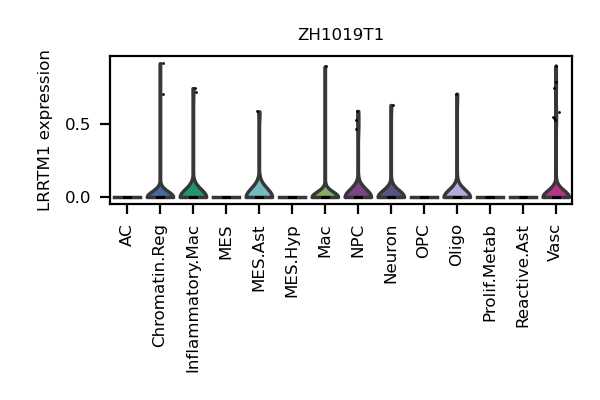 ZH1019T1
LRRTM1 expression
0.5
0.0
AC
Chromatin.Reg
Inflammatory.Mac
MES
MES.Ast
MES.Hyp
Mac
NPC
Neuron
OPC
Oligo
Prolif.Metab
Reactive.Ast
Vasc